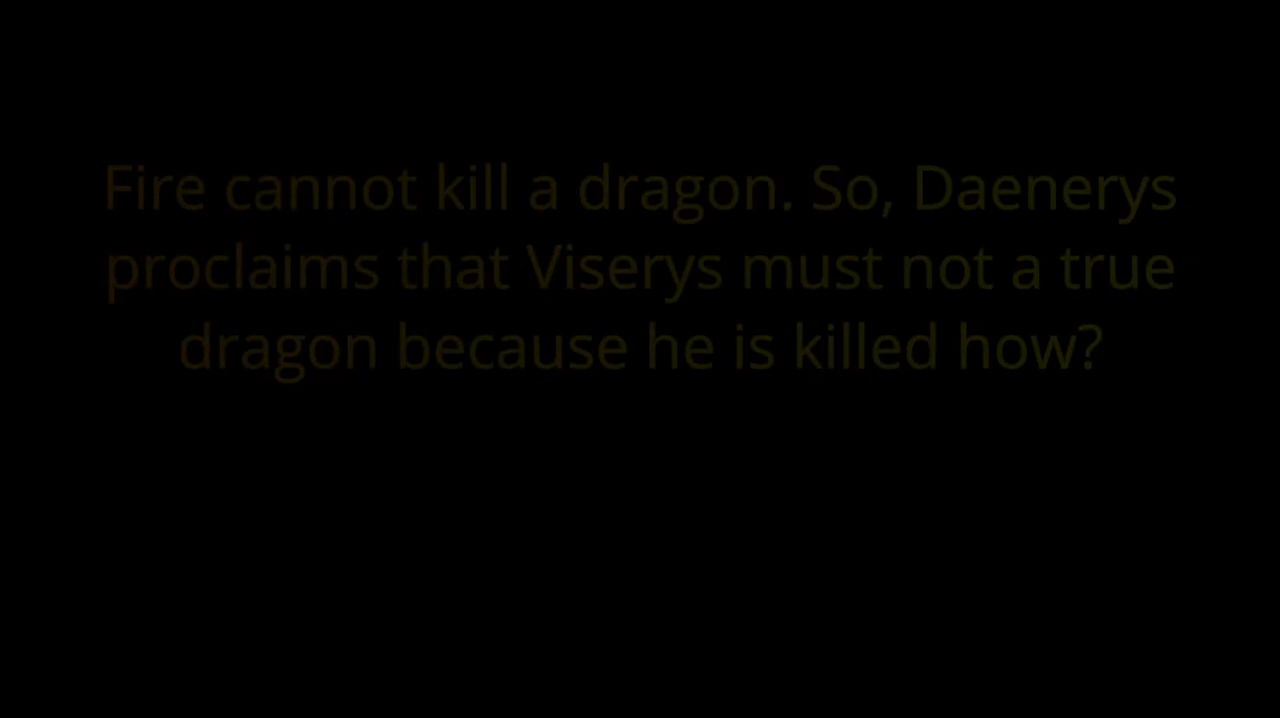 Fire cannot kill a dragon. So, Daenerys
proclaims that Viserys must not a true
dragon because he is killed how?